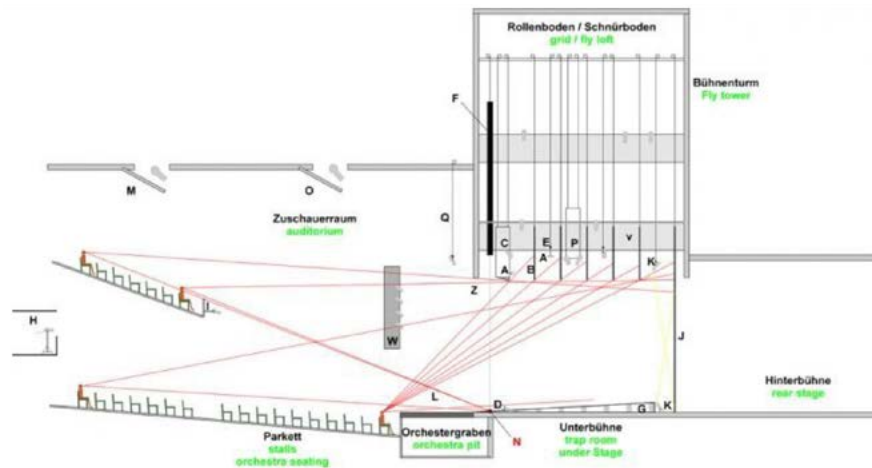 Rollenboden / Schnürboden
grid / fly loft
Bühnenturm
Fly tower
F
M
O
Q
Zuschauerraum
auditorium
C
E
P
v
A
B
A
K
Z
I
H
W
J
L
D
G
K
Hinterbühne
rear stage
Parkett
stalls
orchestra seating
Orchestergraben
orchestra pit
N
Unterbühne
trap room
under Stage